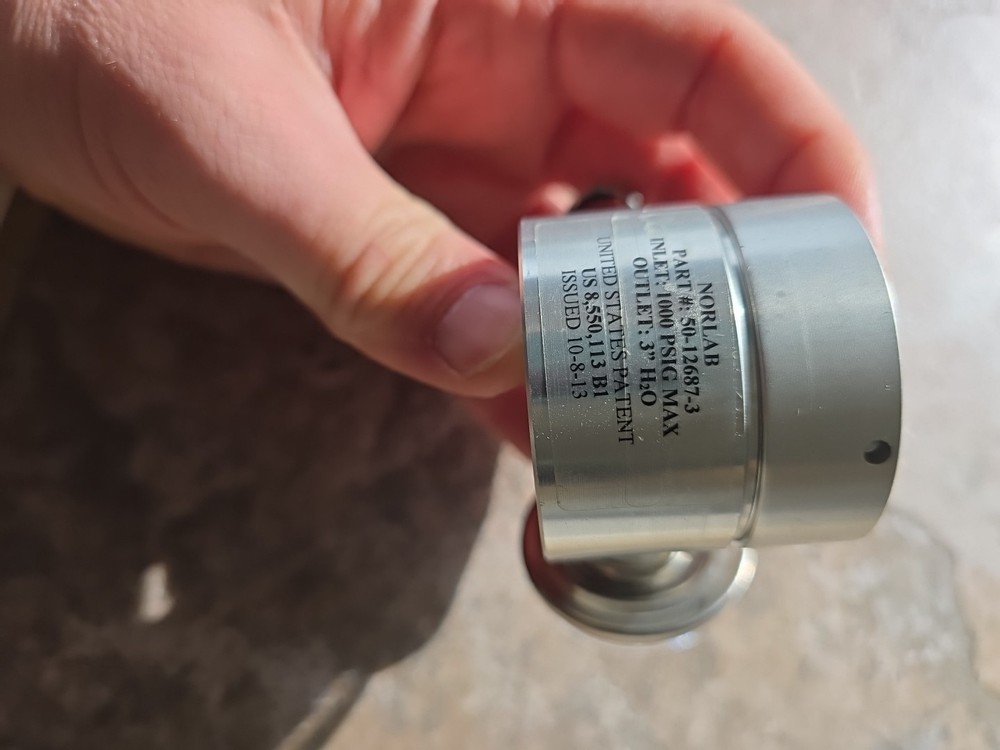 NORLAB
PART #: 50-12687-3
INLET: 1000 PSIG MAX
OUTLET: 3" H₂O
UNITED STATES PATENT
US 8,550,113 B1
ISSUED 10-8-13